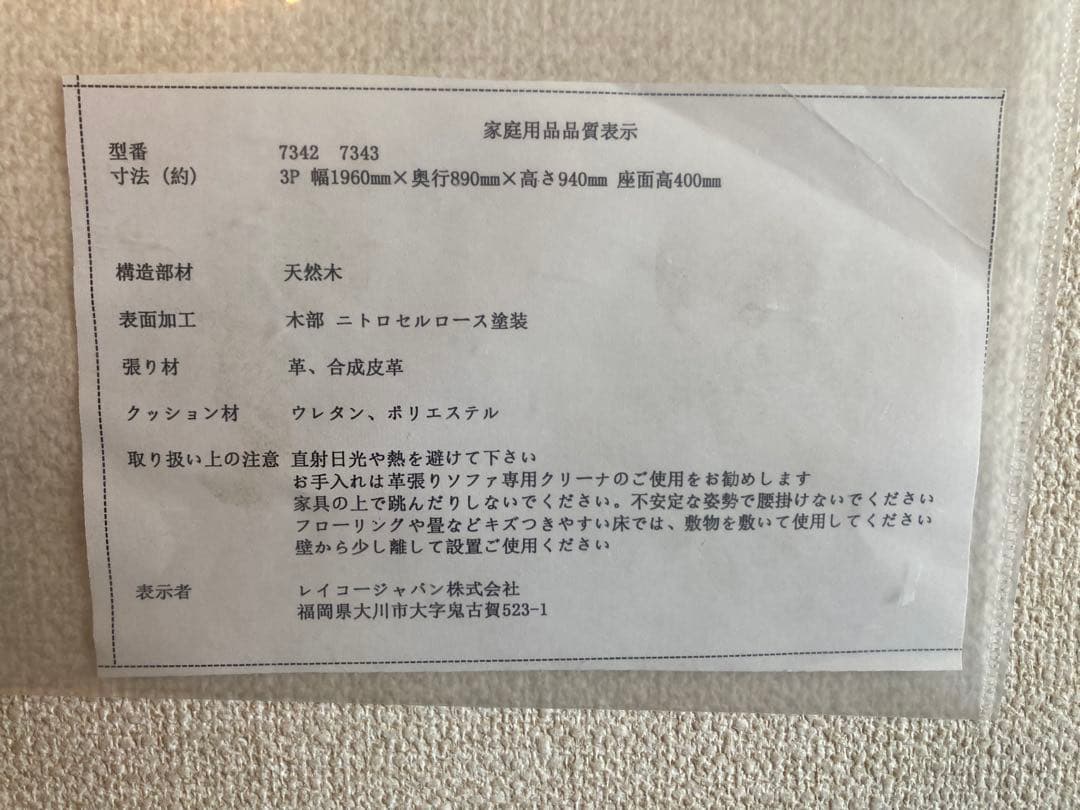 家庭用品品質表示
型番 7342 7343
寸法（約） 3P 幅1960mm×奥行890mm×高さ940mm 座面高400mm
構造部材 天然木
表面加工 木部 ニトロセルロース塗装
張り材 革、合成皮革
クッション材 ウレタン、ポリエステル
取り扱い上の注意 直射日光や熱を避けて下さい
お手入れは革張りソファ専用クリーナのご使用をお勧めします
家具の上で跳んだりしないでください。不安定な姿勢で腰掛けないでください
フローリングや畳などキズつきやすい床では、敷物を敷いて使用してください
壁から少し離して設置ご使用ください
表示者 レイコージャパン株式会社
福岡県大川市大字鬼古賀523-1